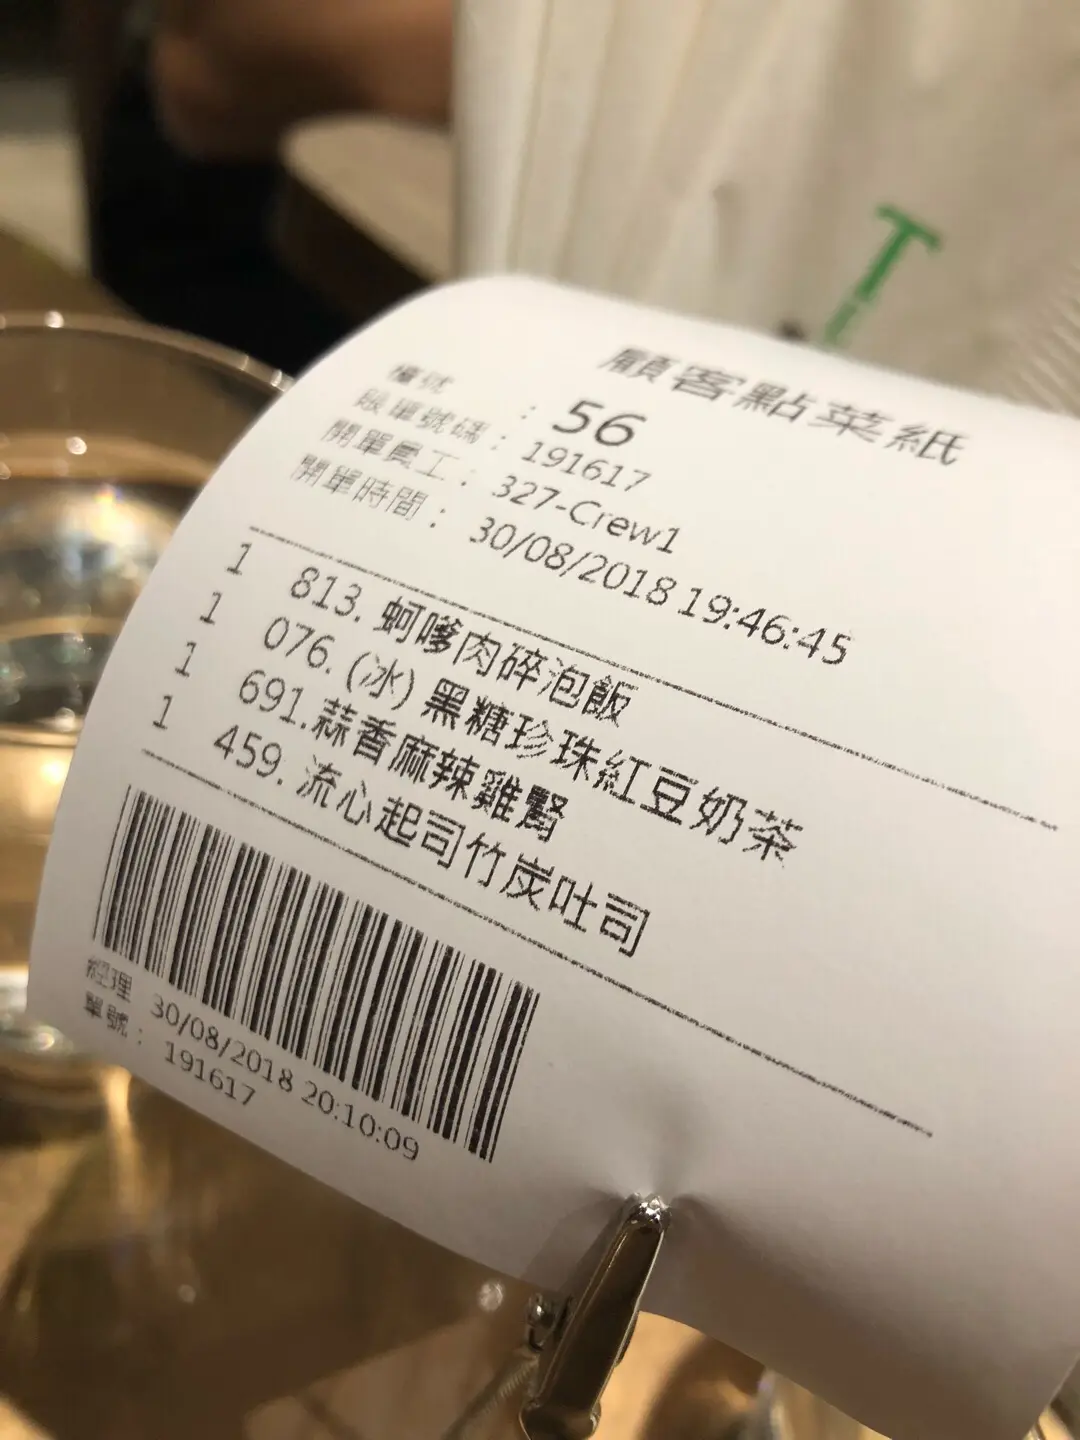 T
顧客點菜紙
檯號 : 56
賬單號碼 : 191617
開單員工 : 327-Crew1
開單時間 : 30/08/2018 19:46:45
1 813. 蚵嗲肉碎泡飯
1 076. (冰) 黑糖珍珠紅豆奶茶
1 691. 蒜香麻辣雞腎
1 459. 流心起司竹炭吐司
經理 30/08/2018 20:10:09
單號 : 191617